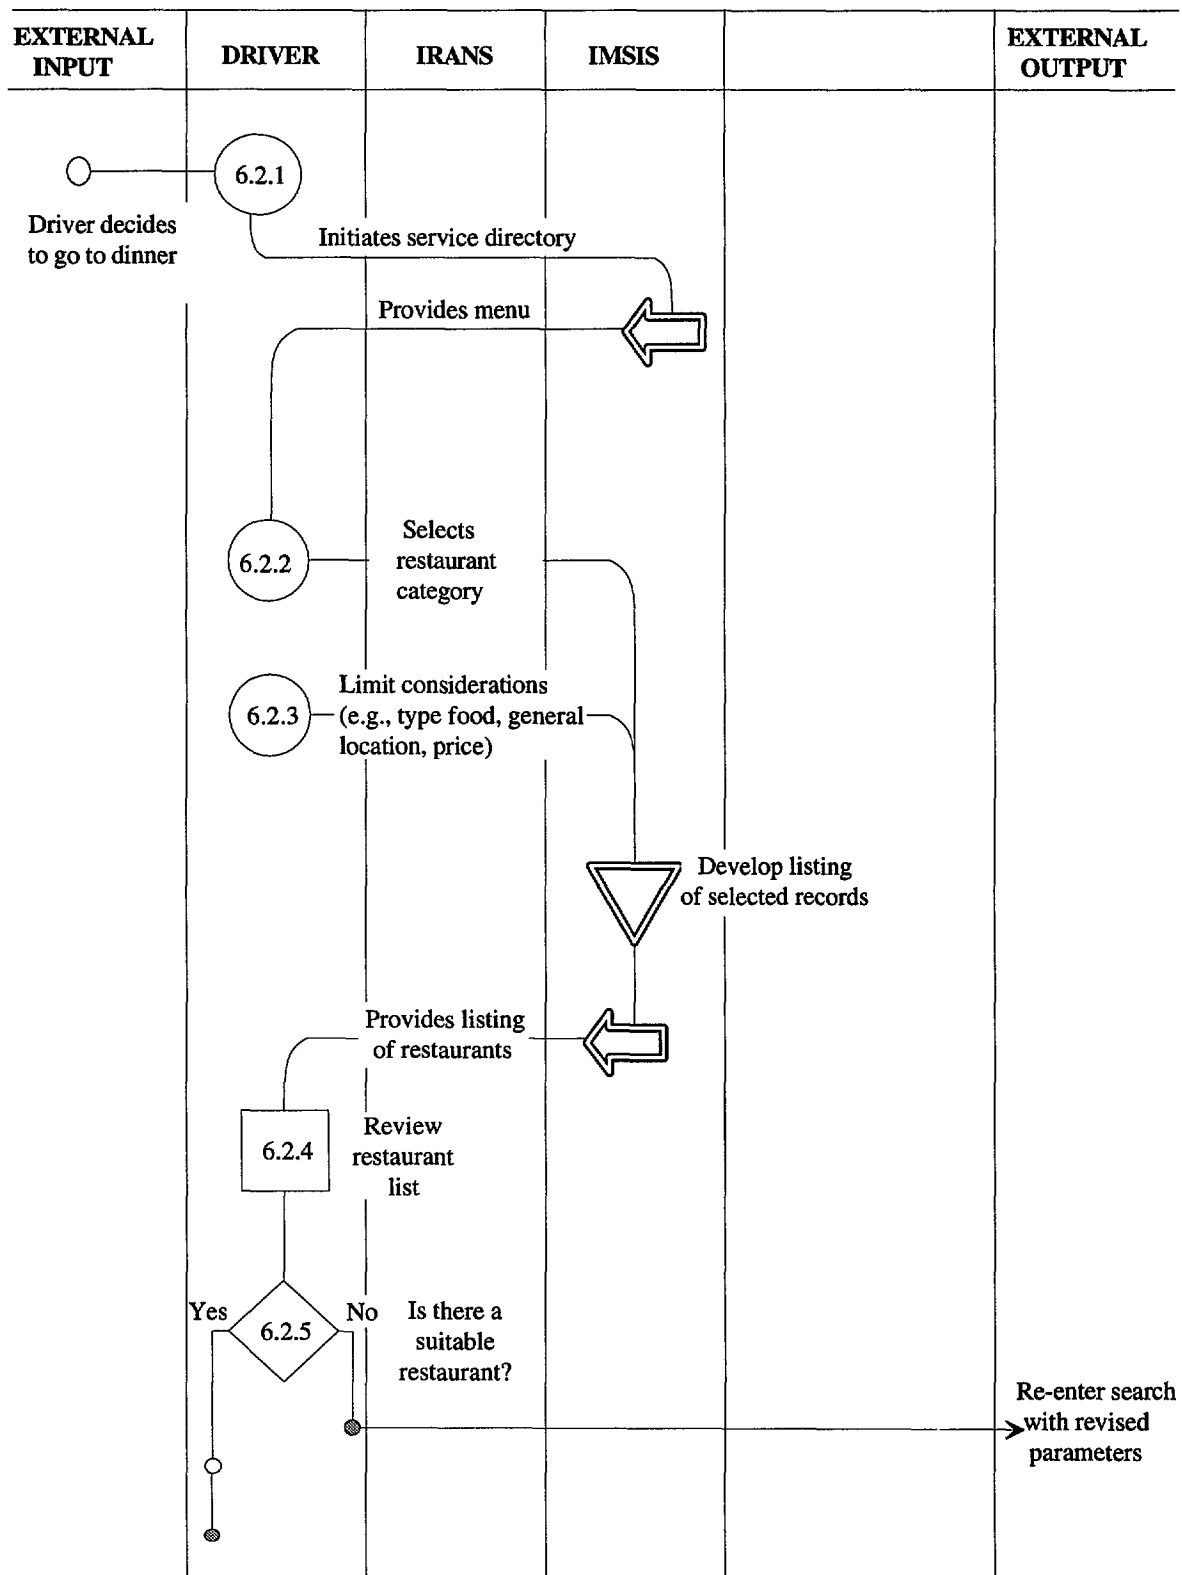 EXTERNAL
INPUT
DRIVER
IRANS
IMSIS
EXTERNAL
OUTPUT
6.2.1
Driver decides
to go to dinner
Initiates service directory
Provides menu
6.2.2
Selects
restaurant
category
6.2.3
Limit considerations
(e.g., type food, general
location, price)
Develop listing
of selected records
Provides listing
of restaurants
6.2.4
Review
restaurant
list
Yes
6.2.5
No
Is there a
suitable
restaurant?
Re-enter search
with revised
parameters